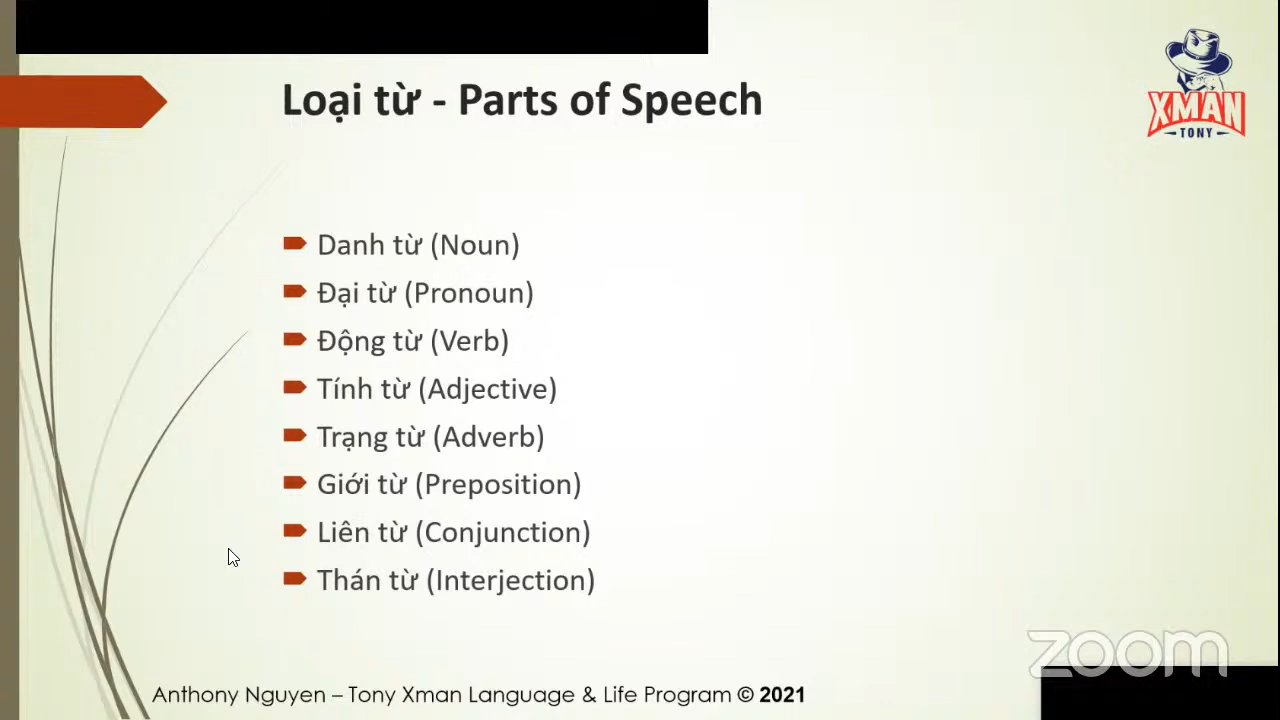 Loại từ - Parts of Speech
XMAN
TONY
Danh từ (Noun)
Đại từ (Pronoun)
Động từ (Verb)
Tính từ (Adjective)
Trạng từ (Adverb)
Giới từ (Preposition)
Liên từ (Conjunction)
Thán từ (Interjection)
zoom
Anthony Nguyen – Tony Xman Language & Life Program © 2021